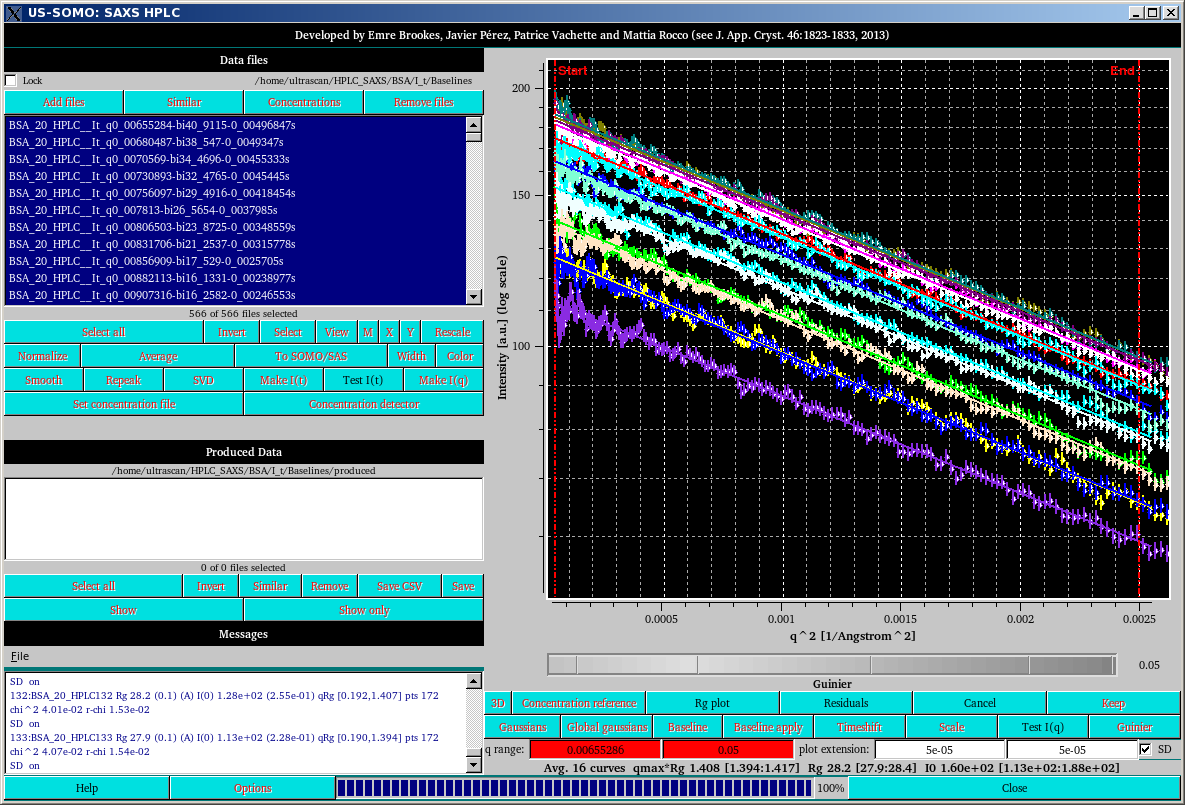 US-SOMO: SAXS HPLC
Developed by Emre Brookes, Javier Pérez, Patrice Vachette and Mattia Rocco (see J. App. Cryst. 46:1823-1833, 2013)
Data files
Lock /home/ultrascan/HPLC_SAXS/BSA/I_t/Baselines
Add files Similar Concentrations Remove files
BSA_20_HPLC__It_q0_00655284-bi40_9115-0_00496847s
BSA_20_HPLC__It_q0_00680487-bi38_547-0_0049347s
BSA_20_HPLC__It_q0_0070569-bi34_4696-0_00455333s
BSA_20_HPLC__It_q0_00730893-bi32_4765-0_0045445s
BSA_20_HPLC__It_q0_00756097-bi29_4916-0_00418454s
BSA_20_HPLC__It_q0_007813-bi26_5654-0_0037985s
BSA_20_HPLC__It_q0_00806503-bi23_8725-0_00348559s
BSA_20_HPLC__It_q0_00831706-bi21_2537-0_00315778s
BSA_20_HPLC__It_q0_00856909-bi17_529-0_0025705s
BSA_20_HPLC__It_q0_00882113-bi16_1331-0_00238977s
BSA_20_HPLC__It_q0_00907316-bi16_2582-0_00246553s
566 of 566 files selected
Select all Invert Select View M X Y Rescale
Normalize Average To SOMO/SAS Width Color
Smooth Repeak SVD Make I(t) Test I(t) Make I(q)
Set concentration file Concentration detector
Produced Data
/home/ultrascan/HPLC_SAXS/BSA/I_t/Baselines/produced
0 of 0 files selected
Select all Invert Similar Remove Save CSV Save
Show Show only
Messages
File
SD on
132:BSA_20_HPLC132 Rg 28.2 (0.1) (A) I(0) 1.28e+02 (2.55e-01) qRg [0.192,1.407] pts 172
chi^2 4.01e-02 r-chi 1.53e-02
SD on
133:BSA_20_HPLC133 Rg 27.9 (0.1) (A) I(0) 1.13e+02 (2.28e-01) qRg [0.190,1.394] pts 172
chi^2 4.07e-02 r-chi 1.54e-02
SD on
Help Options 100% Close
Start End
200
150
100
Intensity [a.u.] (log scale)
0.0005 0.001 0.0015 0.002 0.0025
q^2 [1/Angstrom^2]
0.05
Guinier
3D Concentration reference Rg plot Residuals Cancel Keep
Gaussians Global gaussians Baseline Baseline apply Timeshift Scale Test I(q) Guinier
q range: 0.00655286 0.05 plot extension: 5e-05 5e-05 SD
Avg. 16 curves qmax*Rg 1.408 [1.394:1.417] Rg 28.2 [27.9:28.4] I0 1.60e+02 [1.13e+02:1.88e+02]